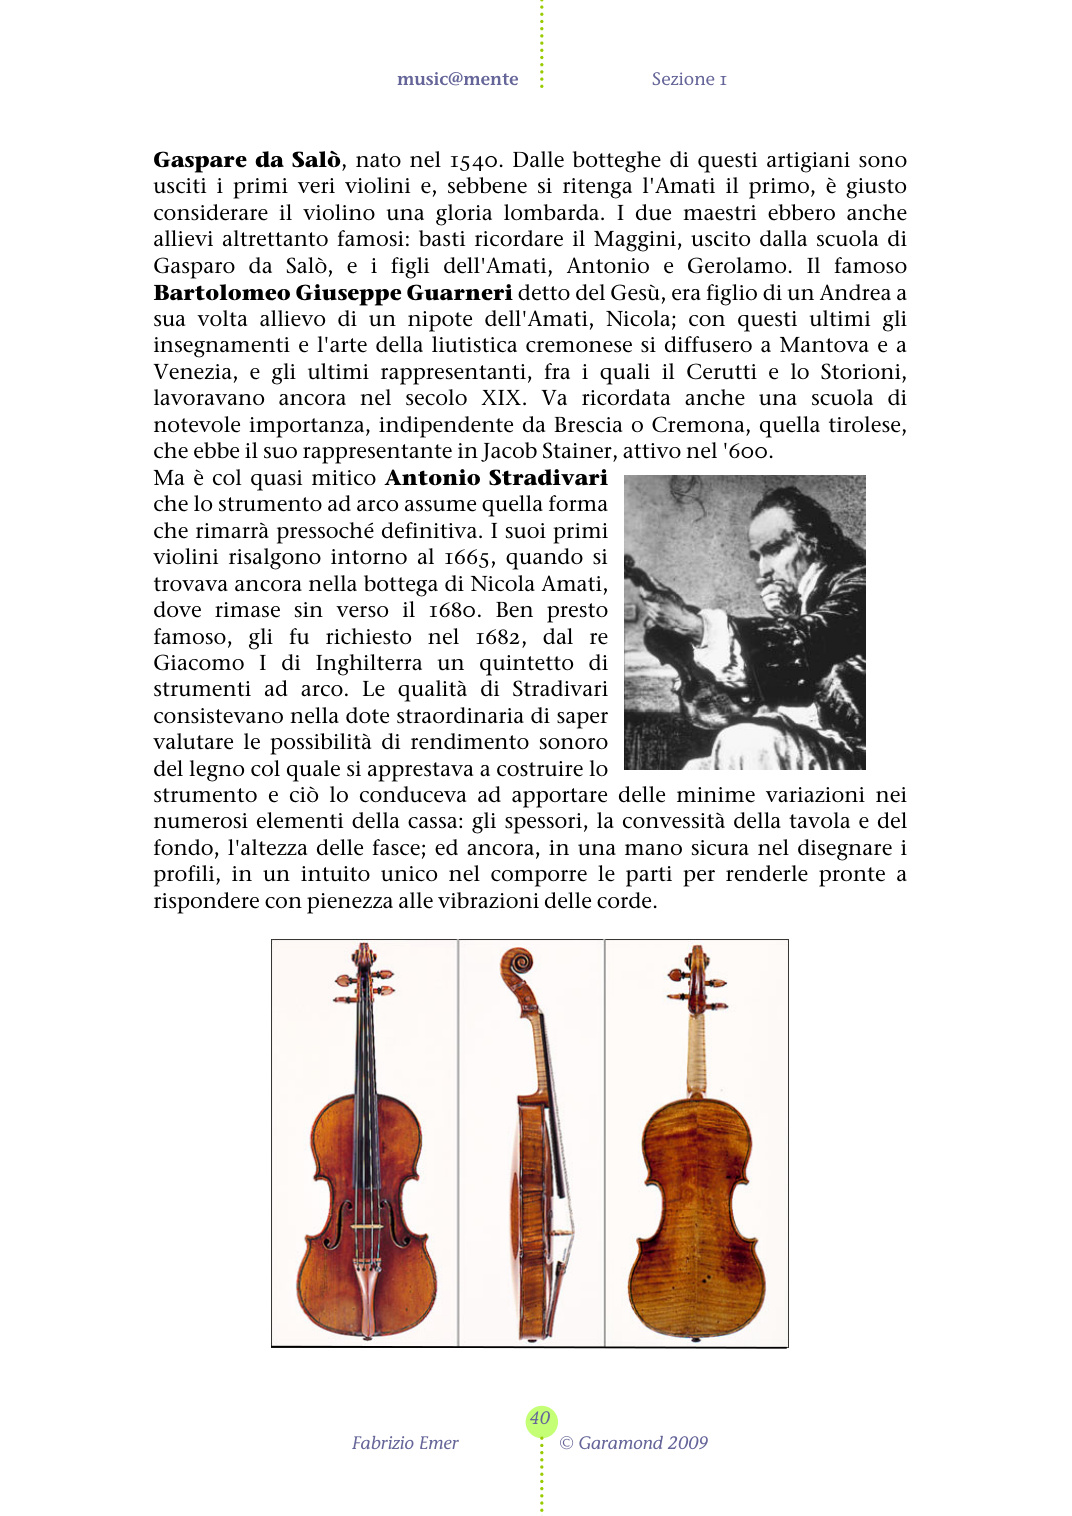 music@mente
Sezione 1
Gaspare da Salò, nato nel 1540. Dalle botteghe di questi artigiani sono
usciti i primi veri violini e, sebbene si ritenga l'Amati il primo, è giusto
considerare il violino una gloria lombarda. I due maestri ebbero anche
allievi altrettanto famosi: basti ricordare il Maggini, uscito dalla scuola di
Gasparo da Salò, e i figli dell'Amati, Antonio e Gerolamo. Il famoso
Bartolomeo Giuseppe Guarneri detto del Gesù, era figlio di un Andrea a
sua volta allievo di un nipote dell'Amati, Nicola; con questi ultimi gli
insegnamenti e l'arte della liutistica cremonese si diffusero a Mantova e a
Venezia, e gli ultimi rappresentanti, fra i quali il Cerutti e lo Storioni,
lavoravano ancora nel secolo XIX. Va ricordata anche una scuola di
notevole importanza, indipendente da Brescia o Cremona, quella tirolese,
che ebbe il suo rappresentante in Jacob Stainer, attivo nel '600.
Ma è col quasi mitico Antonio Stradivari
che lo strumento ad arco assume quella forma
che rimarrà pressoché definitiva. I suoi primi
violini risalgono intorno al 1665, quando si
trovava ancora nella bottega di Nicola Amati,
dove rimase sin verso il 1680. Ben presto
famoso, gli fu richiesto nel 1682, dal re
Giacomo I di Inghilterra un quintetto di
strumenti ad arco. Le qualità di Stradivari
consistevano nella dote straordinaria di saper
valutare le possibilità di rendimento sonoro
del legno col quale si apprestava a costruire lo
strumento e ciò lo conduceva ad apportare delle minime variazioni nei
numerosi elementi della cassa: gli spessori, la convessità della tavola e del
fondo, l'altezza delle fasce; ed ancora, in una mano sicura nel disegnare i
profili, in un intuito unico nel comporre le parti per renderle pronte a
rispondere con pienezza alle vibrazioni delle corde.
40
Fabrizio Emer
© Garamond 2009